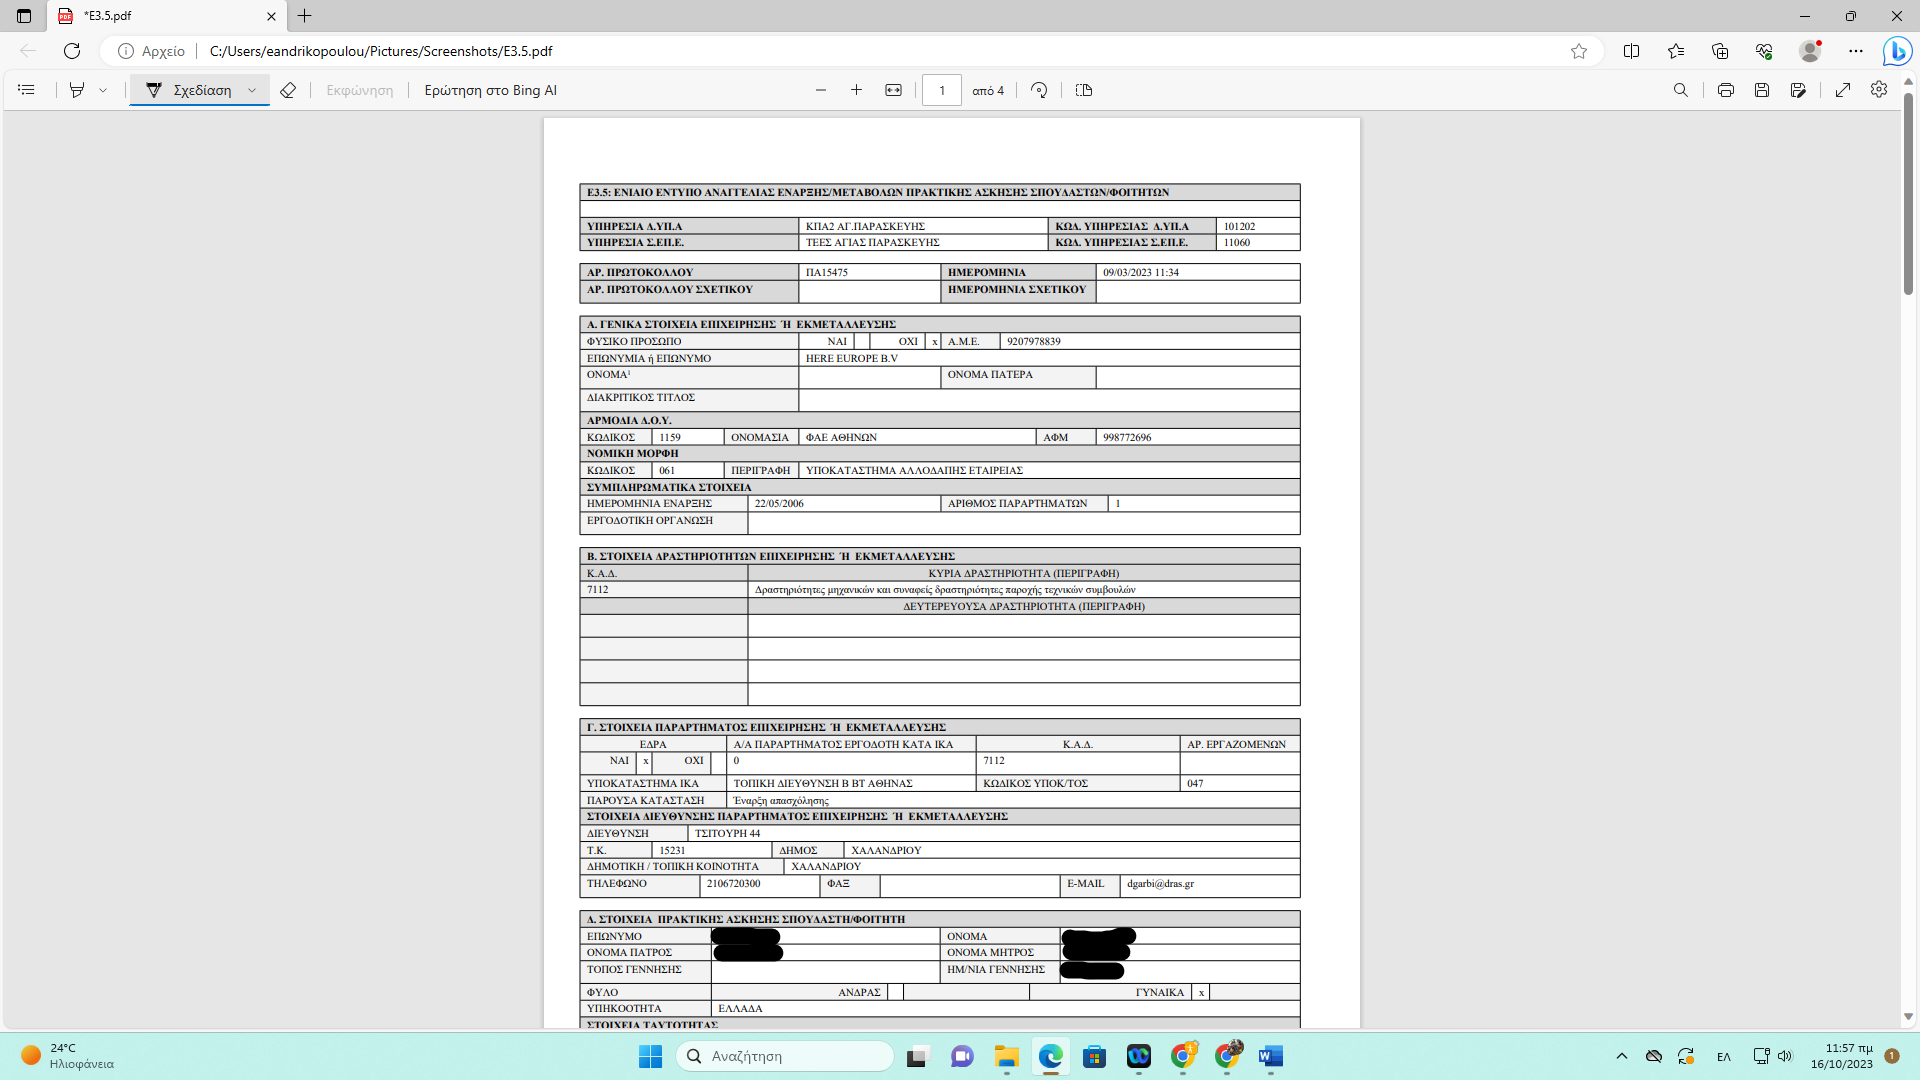 *E3.5.pdf
Αρχείο C:/Users/eandrikopoulou/Pictures/Screenshots/E3.5.pdf
Σχεδίαση Εκφώνηση Ερώτηση στο Bing AI 1 από 4
Ε3.5: ΕΝΙΑΙΟ ΕΝΤΥΠΟ ΑΝΑΓΓΕΛΙΑΣ ΕΝΑΡΞΗΣ/ΜΕΤΑΒΟΛΩΝ ΠΡΑΚΤΙΚΗΣ ΑΣΚΗΣΗΣ ΣΠΟΥΔΑΣΤΩΝ/ΦΟΙΤΗΤΩΝ
ΥΠΗΡΕΣΙΑ Δ.ΥΠ.Α ΚΠΑ2 ΑΓ.ΠΑΡΑΣΚΕΥΗΣ ΚΩΔ. ΥΠΗΡΕΣΙΑΣ Δ.ΥΠ.Α 101202
ΥΠΗΡΕΣΙΑ Σ.ΕΠ.Ε. ΤΕΕΣ ΑΓΙΑΣ ΠΑΡΑΣΚΕΥΗΣ ΚΩΔ. ΥΠΗΡΕΣΙΑΣ Σ.ΕΠ.Ε. 11060
ΑΡ. ΠΡΩΤΟΚΟΛΛΟΥ ΠΑ15475 ΗΜΕΡΟΜΗΝΙΑ 09/03/2023 11:34
ΑΡ. ΠΡΩΤΟΚΟΛΛΟΥ ΣΧΕΤΙΚΟΥ ΗΜΕΡΟΜΗΝΙΑ ΣΧΕΤΙΚΟΥ
Α. ΓΕΝΙΚΑ ΣΤΟΙΧΕΙΑ ΕΠΙΧΕΙΡΗΣΗΣ Ή ΕΚΜΕΤΑΛΛΕΥΣΗΣ
ΦΥΣΙΚΟ ΠΡΟΣΩΠΟ ΝΑΙ ΟΧΙ x Α.Μ.Ε. 9207978839
ΕΠΩΝΥΜΙΑ ή ΕΠΩΝΥΜΟ HERE EUROPE B.V
ΟΝΟΜΑ¹ ΟΝΟΜΑ ΠΑΤΕΡΑ
ΔΙΑΚΡΙΤΙΚΟΣ ΤΙΤΛΟΣ
ΑΡΜΟΔΙΑ Δ.Ο.Υ.
ΚΩΔΙΚΟΣ 1159 ΟΝΟΜΑΣΙΑ ΦΑΕ ΑΘΗΝΩΝ ΑΦΜ 998772696
ΝΟΜΙΚΗ ΜΟΡΦΗ
ΚΩΔΙΚΟΣ 061 ΠΕΡΙΓΡΑΦΗ ΥΠΟΚΑΤΑΣΤΗΜΑ ΑΛΛΟΔΑΠΗΣ ΕΤΑΙΡΕΙΑΣ
ΣΥΜΠΛΗΡΩΜΑΤΙΚΑ ΣΤΟΙΧΕΙΑ
ΗΜΕΡΟΜΗΝΙΑ ΕΝΑΡΞΗΣ 22/05/2006 ΑΡΙΘΜΟΣ ΠΑΡΑΡΤΗΜΑΤΩΝ 1
ΕΡΓΟΔΟΤΙΚΗ ΟΡΓΑΝΩΣΗ
Β. ΣΤΟΙΧΕΙΑ ΔΡΑΣΤΗΡΙΟΤΗΤΩΝ ΕΠΙΧΕΙΡΗΣΗΣ Ή ΕΚΜΕΤΑΛΛΕΥΣΗΣ
Κ.Α.Δ. ΚΥΡΙΑ ΔΡΑΣΤΗΡΙΟΤΗΤΑ (ΠΕΡΙΓΡΑΦΗ)
7112 Δραστηριότητες μηχανικών και συναφείς δραστηριότητες παροχής τεχνικών συμβουλών
ΔΕΥΤΕΡΕΥΟΥΣΑ ΔΡΑΣΤΗΡΙΟΤΗΤΑ (ΠΕΡΙΓΡΑΦΗ)
Γ. ΣΤΟΙΧΕΙΑ ΠΑΡΑΡΤΗΜΑΤΟΣ ΕΠΙΧΕΙΡΗΣΗΣ Ή ΕΚΜΕΤΑΛΛΕΥΣΗΣ
ΕΔΡΑ Α/Α ΠΑΡΑΡΤΗΜΑΤΟΣ ΕΡΓΟΔΟΤΗ ΚΑΤΑ ΙΚΑ Κ.Α.Δ. ΑΡ. ΕΡΓΑΖΟΜΕΝΩΝ
ΝΑΙ x ΟΧΙ 0 7112
ΥΠΟΚΑΤΑΣΤΗΜΑ ΙΚΑ ΤΟΠΙΚΗ ΔΙΕΥΘΥΝΣΗ Β ΒΤ ΑΘΗΝΑΣ ΚΩΔΙΚΟΣ ΥΠΟΚ/ΤΟΣ 047
ΠΑΡΟΥΣΑ ΚΑΤΑΣΤΑΣΗ Έναρξη απασχόλησης
ΣΤΟΙΧΕΙΑ ΔΙΕΥΘΥΝΣΗΣ ΠΑΡΑΡΤΗΜΑΤΟΣ ΕΠΙΧΕΙΡΗΣΗΣ Ή ΕΚΜΕΤΑΛΛΕΥΣΗΣ
ΔΙΕΥΘΥΝΣΗ ΤΣΙΤΟΥΡΗ 44
Τ.Κ. 15231 ΔΗΜΟΣ ΧΑΛΑΝΔΡΙΟΥ
ΔΗΜΟΤΙΚΗ / ΤΟΠΙΚΗ ΚΟΙΝΟΤΗΤΑ ΧΑΛΑΝΔΡΙΟΥ
ΤΗΛΕΦΩΝΟ 2106720300 ΦΑΞ E-MAIL dgarbi@dras.gr
Δ. ΣΤΟΙΧΕΙΑ ΠΡΑΚΤΙΚΗΣ ΑΣΚΗΣΗΣ ΣΠΟΥΔΑΣΤΗ/ΦΟΙΤΗΤΗ
ΕΠΩΝΥΜΟ ΟΝΟΜΑ
ΟΝΟΜΑ ΠΑΤΡΟΣ ΟΝΟΜΑ ΜΗΤΡΟΣ
ΤΟΠΟΣ ΓΕΝΝΗΣΗΣ ΗΜ/ΝΙΑ ΓΕΝΝΗΣΗΣ
ΦΥΛΟ ΑΝΔΡΑΣ ΓΥΝΑΙΚΑ x
ΥΠΗΚΟΟΤΗΤΑ ΕΛΛΑΔΑ
ΣΤΟΙΧΕΙΑ ΤΑΥΤΟΤΗΤΑΣ
24°C
Ηλιοφάνεια
Αναζήτηση
ΕΛ
11:57 πμ
16/10/2023
1